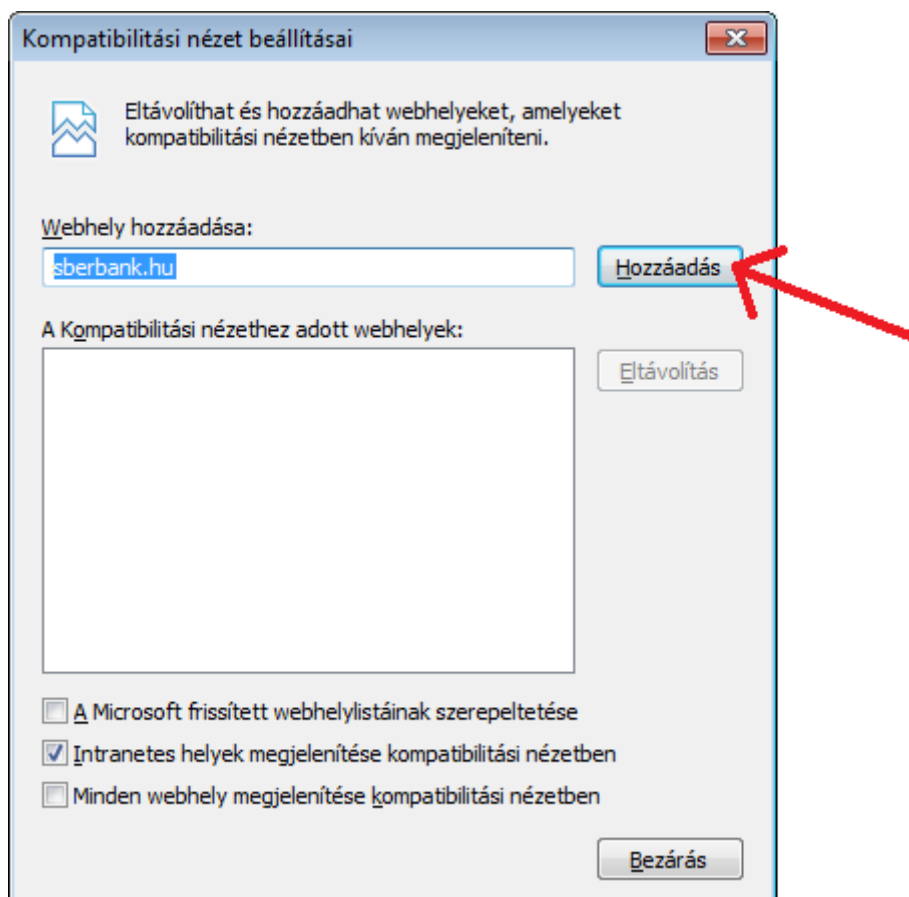 Kompatibilitási nézet beállításai
Eltávolíthat és hozzáadhat webhelyeket, amelyeket
kompatibilitási nézetben kíván megjeleníteni.
Webhely hozzáadása:
sberbank.hu
Hozzáadás
A Kompatibilitási nézethez adott webhelyek:
Eltávolítás
A Microsoft frissített webhelylistáinak szerepeltetése
Intranetes helyek megjelenítése kompatibilitási nézetben
Minden webhely megjelenítése kompatibilitási nézetben
Bezárás